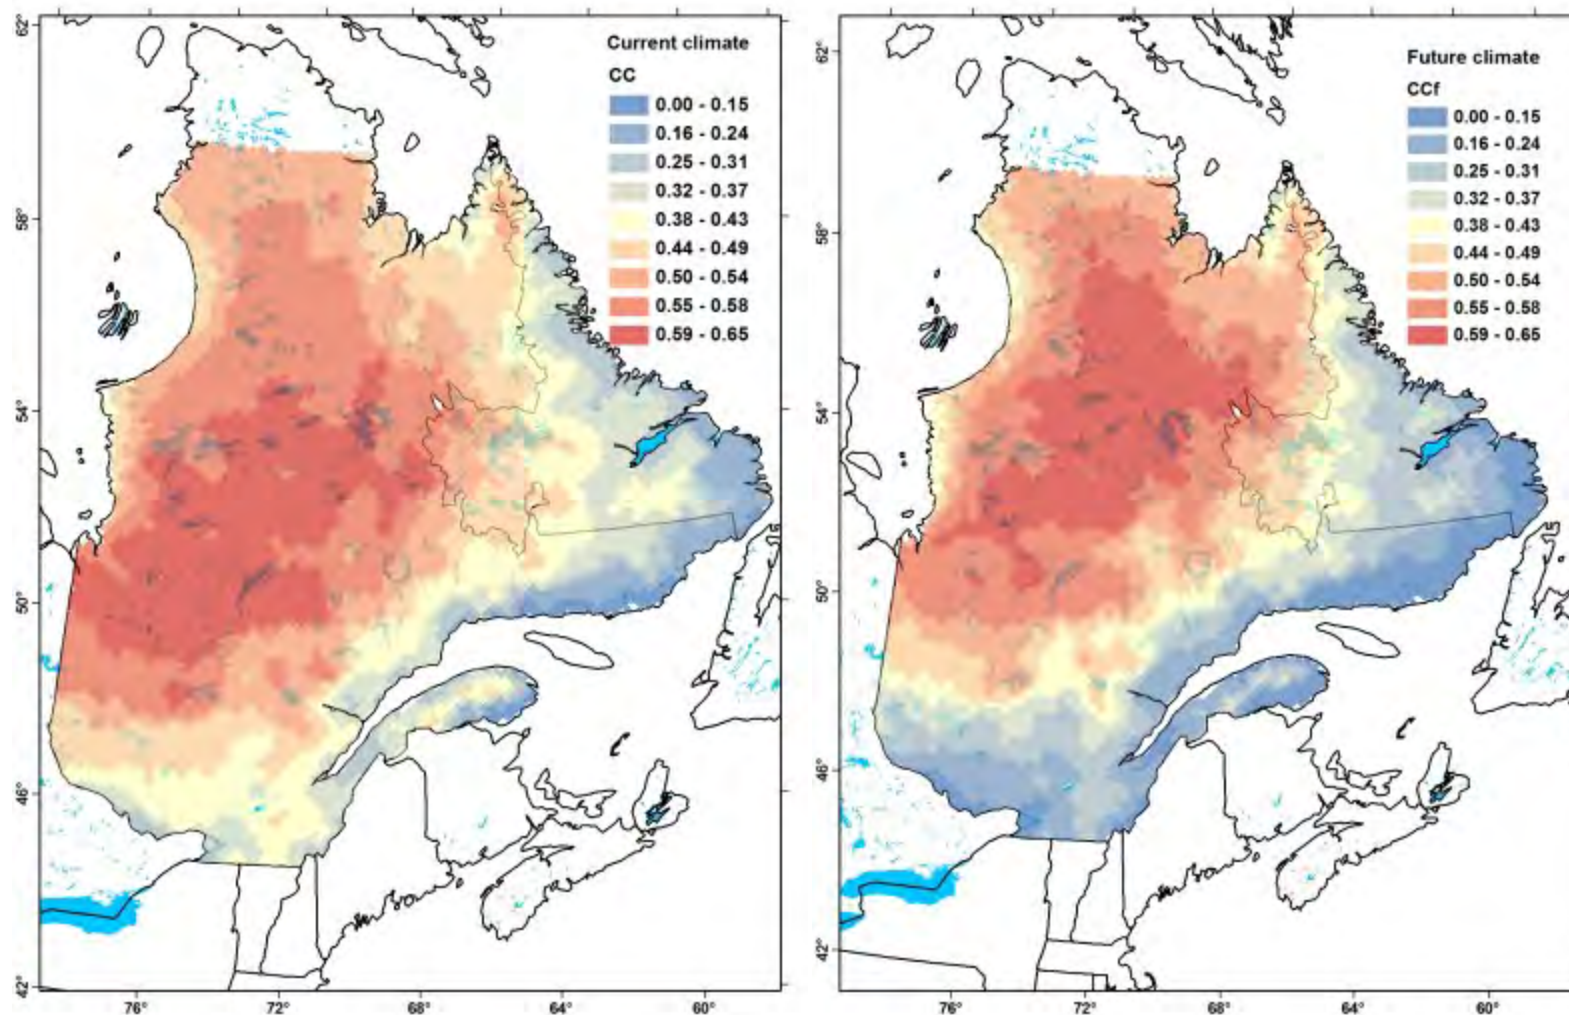 Current climate
CC
0.00 - 0.15
0.16 - 0.24
0.25 - 0.31
0.32 - 0.37
0.38 - 0.43
0.44 - 0.49
0.50 - 0.54
0.55 - 0.58
0.59 - 0.65
62°
58°
54°
50°
46°
42°
76°
72°
68°
64°
60°
Future climate
CCf
0.00 - 0.15
0.16 - 0.24
0.25 - 0.31
0.32 - 0.37
0.38 - 0.43
0.44 - 0.49
0.50 - 0.54
0.55 - 0.58
0.59 - 0.65
62°
58°
54°
50°
46°
42°
76°
72°
68°
64°
60°